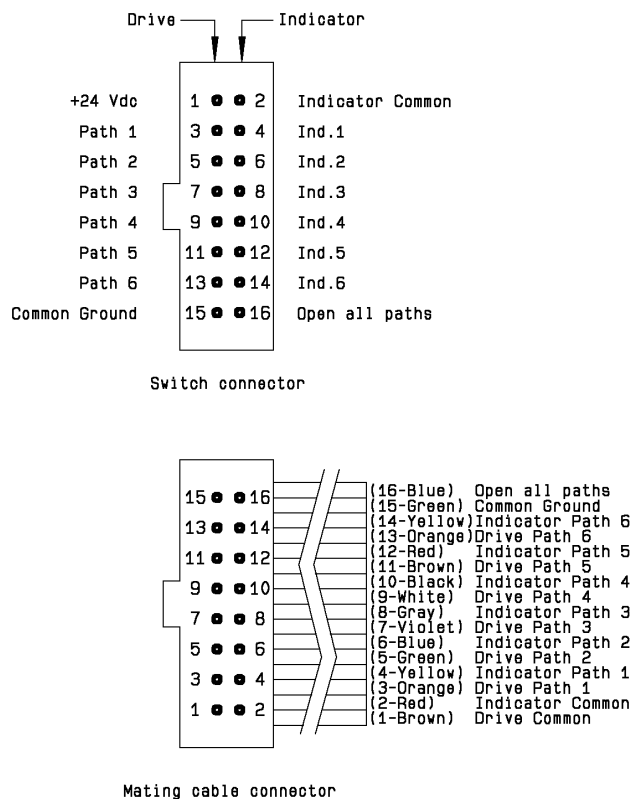 Drive Indicator
+24 Vdc 1 2 Indicator Common
Path 1 3 4 Ind.1
Path 2 5 6 Ind.2
Path 3 7 8 Ind.3
Path 4 9 10 Ind.4
Path 5 11 12 Ind.5
Path 6 13 14 Ind.6
Common Ground 15 16 Open all paths
Switch connector
15 16
13 14
11 12
9 10
7 8
5 6
3 4
1 2
(16-Blue) Open all paths
(15-Green) Common Ground
(14-Yellow) Indicator Path 6
(13-Orange) Drive Path 6
(12-Red) Indicator Path 5
(11-Brown) Drive Path 5
(10-Black) Indicator Path 4
(9-White) Drive Path 4
(8-Gray) Indicator Path 3
(7-Violet) Drive Path 3
(6-Blue) Indicator Path 2
(5-Green) Drive Path 2
(4-Yellow) Indicator Path 1
(3-Orange) Drive Path 1
(2-Red) Indicator Common
(1-Brown) Drive Common
Mating cable connector